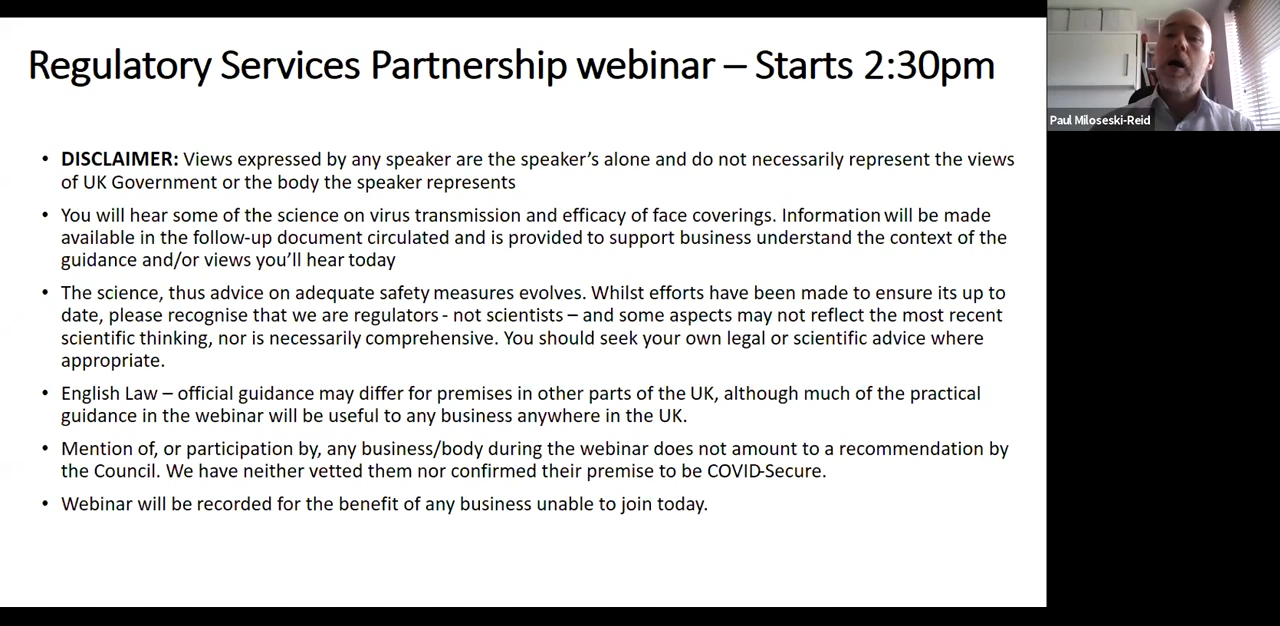 Regulatory Services Partnership webinar – Starts 2:30pm
Paul Miloseski-Reid
• DISCLAIMER: Views expressed by any speaker are the speaker's alone and do not necessarily represent the views
of UK Government or the body the speaker represents
• You will hear some of the science on virus transmission and efficacy of face coverings. Information will be made
available in the follow-up document circulated and is provided to support business understand the context of the
guidance and/or views you'll hear today
• The science, thus advice on adequate safety measures evolves. Whilst efforts have been made to ensure its up to
date, please recognise that we are regulators - not scientists – and some aspects may not reflect the most recent
scientific thinking, nor is necessarily comprehensive. You should seek your own legal or scientific advice where
appropriate.
• English Law – official guidance may differ for premises in other parts of the UK, although much of the practical
guidance in the webinar will be useful to any business anywhere in the UK.
• Mention of, or participation by, any business/body during the webinar does not amount to a recommendation by
the Council. We have neither vetted them nor confirmed their premise to be COVID-Secure.
• Webinar will be recorded for the benefit of any business unable to join today.